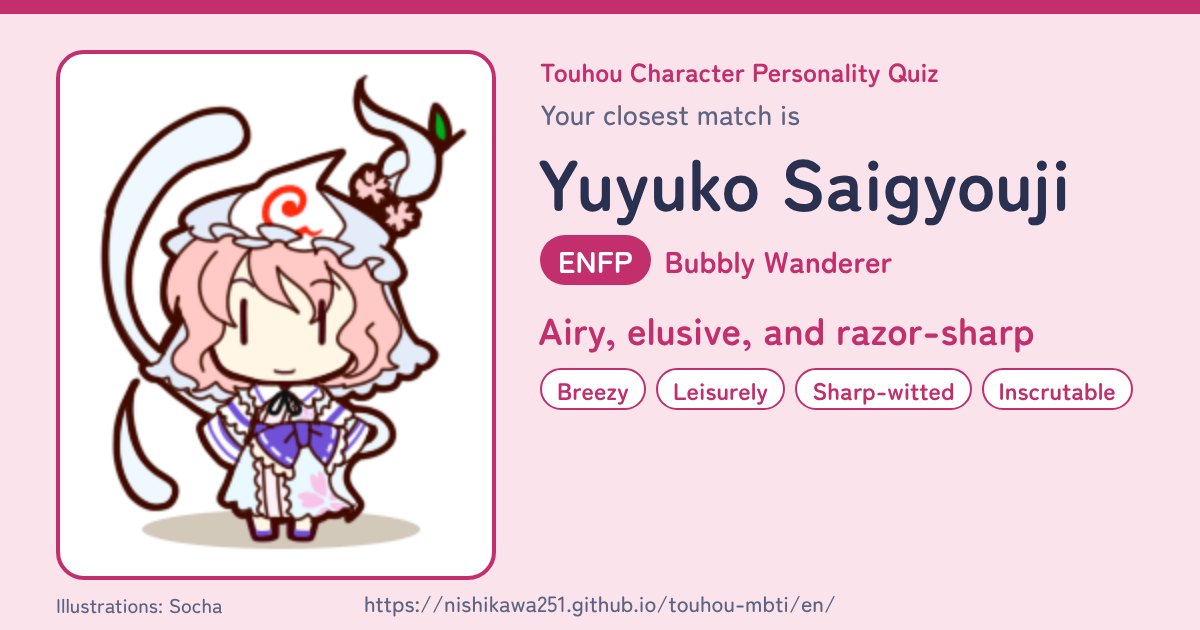 Touhou Character Personality Quiz
Your closest match is
Yuyuko Saigyouji
ENFP Bubbly Wanderer
Airy, elusive, and razor-sharp
Breezy Leisurely Sharp-witted Inscrutable
Illustrations: Socha https://nishikawa251.github.io/touhou-mbti/en/